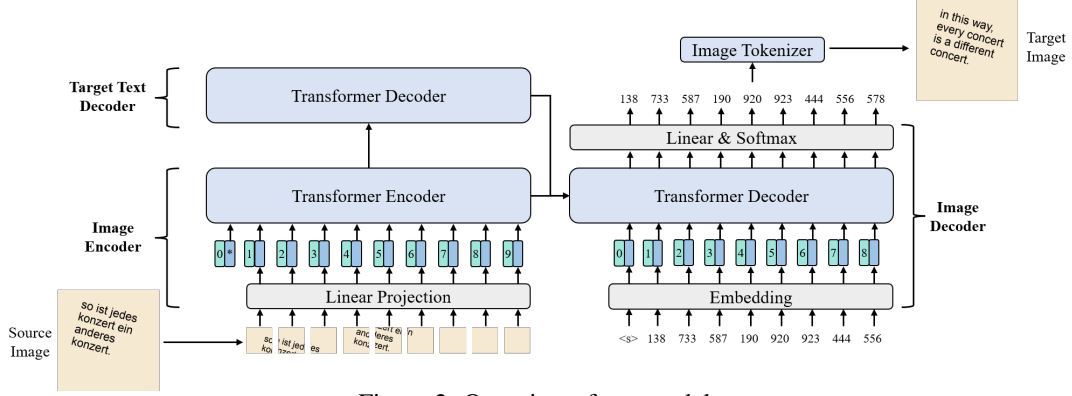 in this way,
every concert
is a different
concert.
Target
Image
Image Tokenizer
Target Text
Decoder
Transformer Decoder
138 733 587 190 920 923 444 556 578
Linear & Softmax
Image
Encoder
Transformer Encoder
Transformer Decoder
Image
Decoder
0 * 1 2 3 4 5 6 7 8 9
0 1 2 3 4 5 6 7 8
Linear Projection
Embedding
Source
Image
so ist jedes
konzert ein
anderes
konzert.
<s> 138 733 587 190 920 923 444 556